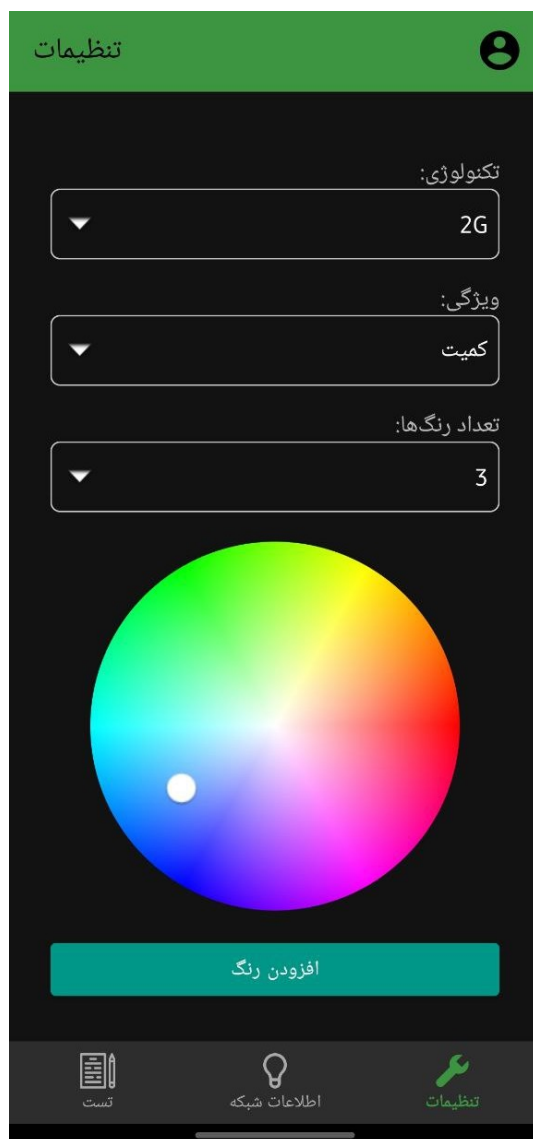 تنظیمات
تکنولوژی:
2G
ویژگی:
کمیت
تعداد رنگ‌ها:
3
افزودن رنگ
تنظیمات
اطلاعات شبکه
تست